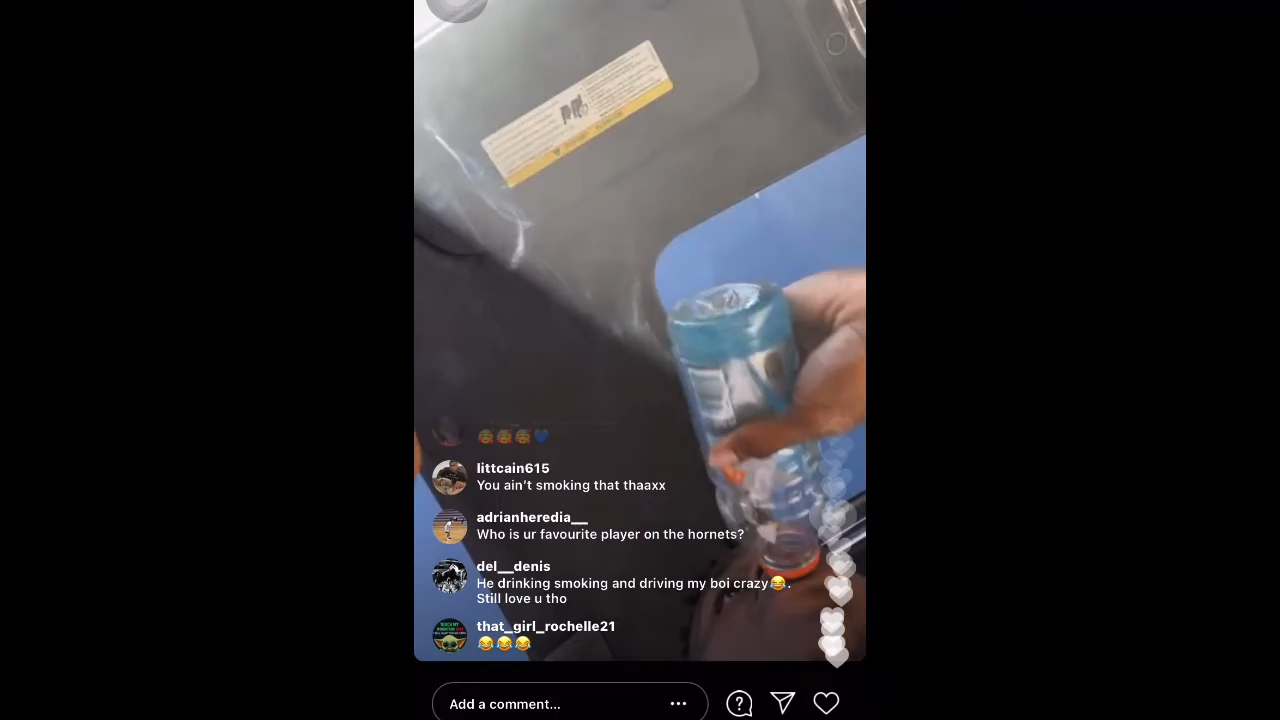 🥰🥰🥰💙
littcain615
You ain't smoking that thaaxx
adrianheredia__
Who is ur favourite player on the hornets?
del__denis
He drinking smoking and driving my boi crazy😂.
Still love u tho
that_girl_rochelle21
😂😂😂
Add a comment...